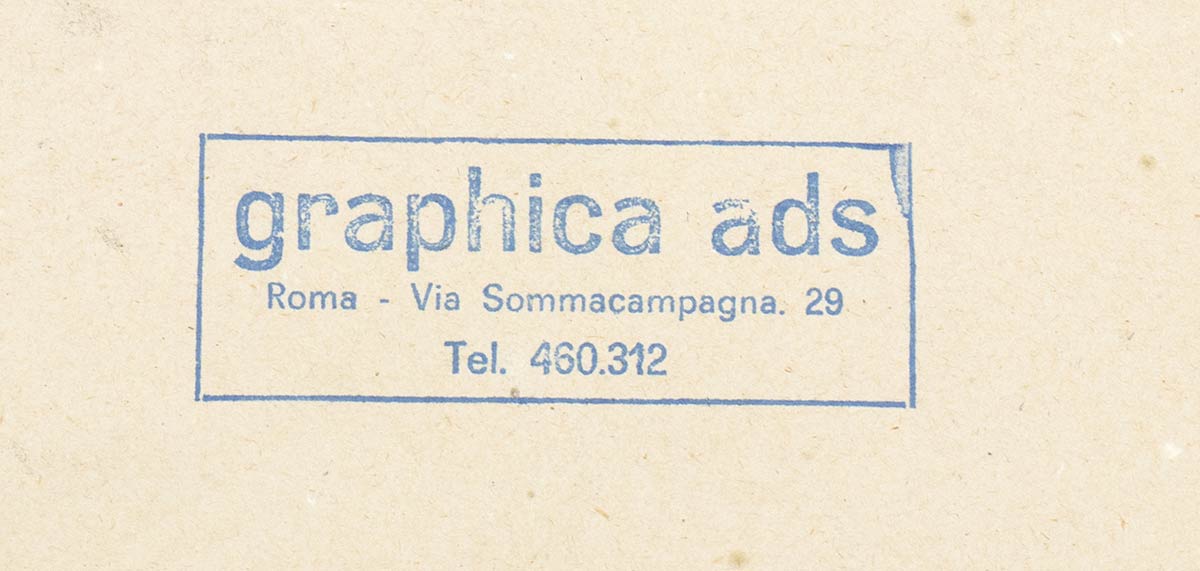 graphica ads
Roma - Via Sommacampagna. 29
Tel. 460.312